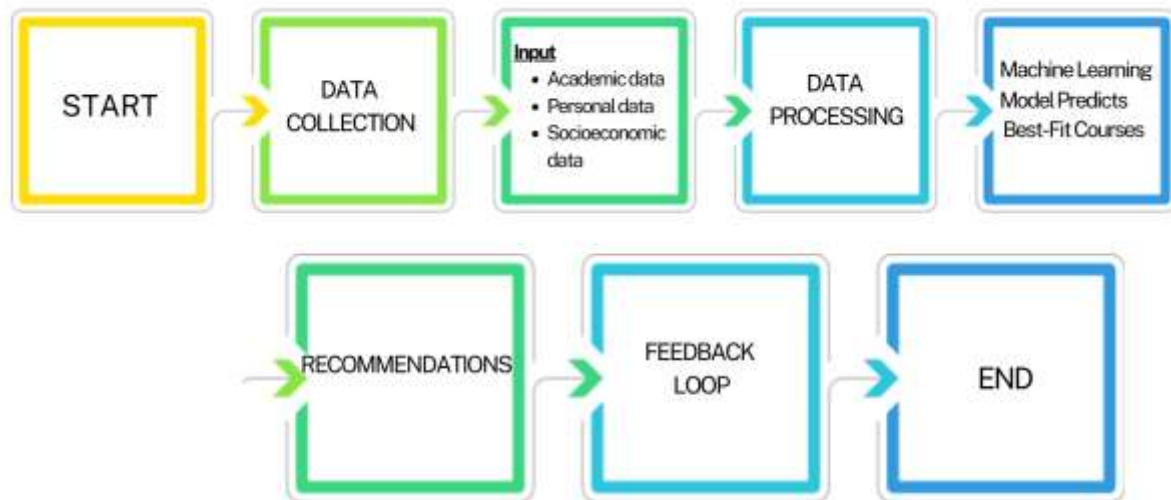 START
DATA
COLLECTION
Input
• Academic data
• Personal data
• Socioeconomic
data
DATA
PROCESSING
Machine Learning
Model Predicts
Best-Fit Courses
RECOMMENDATIONS
FEEDBACK
LOOP
END